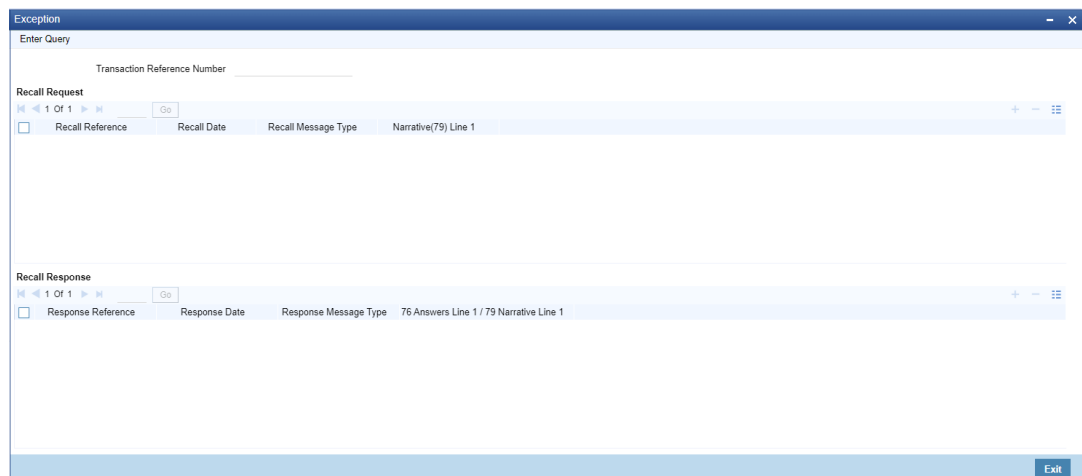 Exception
Enter Query
Transaction Reference Number
Recall Request
1 Of 1 Go
Recall Reference Recall Date Recall Message Type Narrative(79) Line 1
Recall Response
1 Of 1 Go
Response Reference Response Date Response Message Type 76 Answers Line 1 / 79 Narrative Line 1
Exit